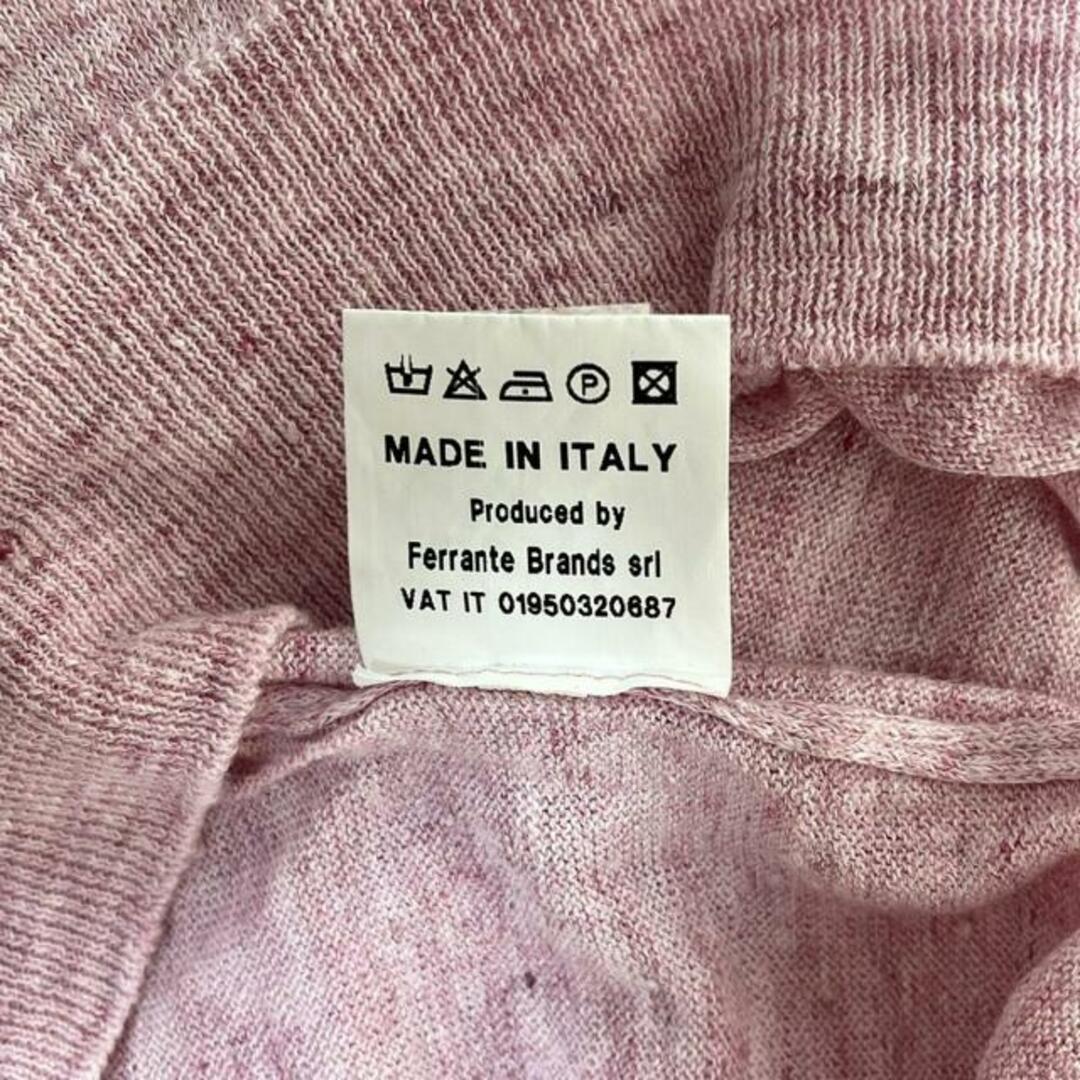 P
MADE IN ITALY
Produced by
Ferrante Brands srl
VAT IT 01950320687